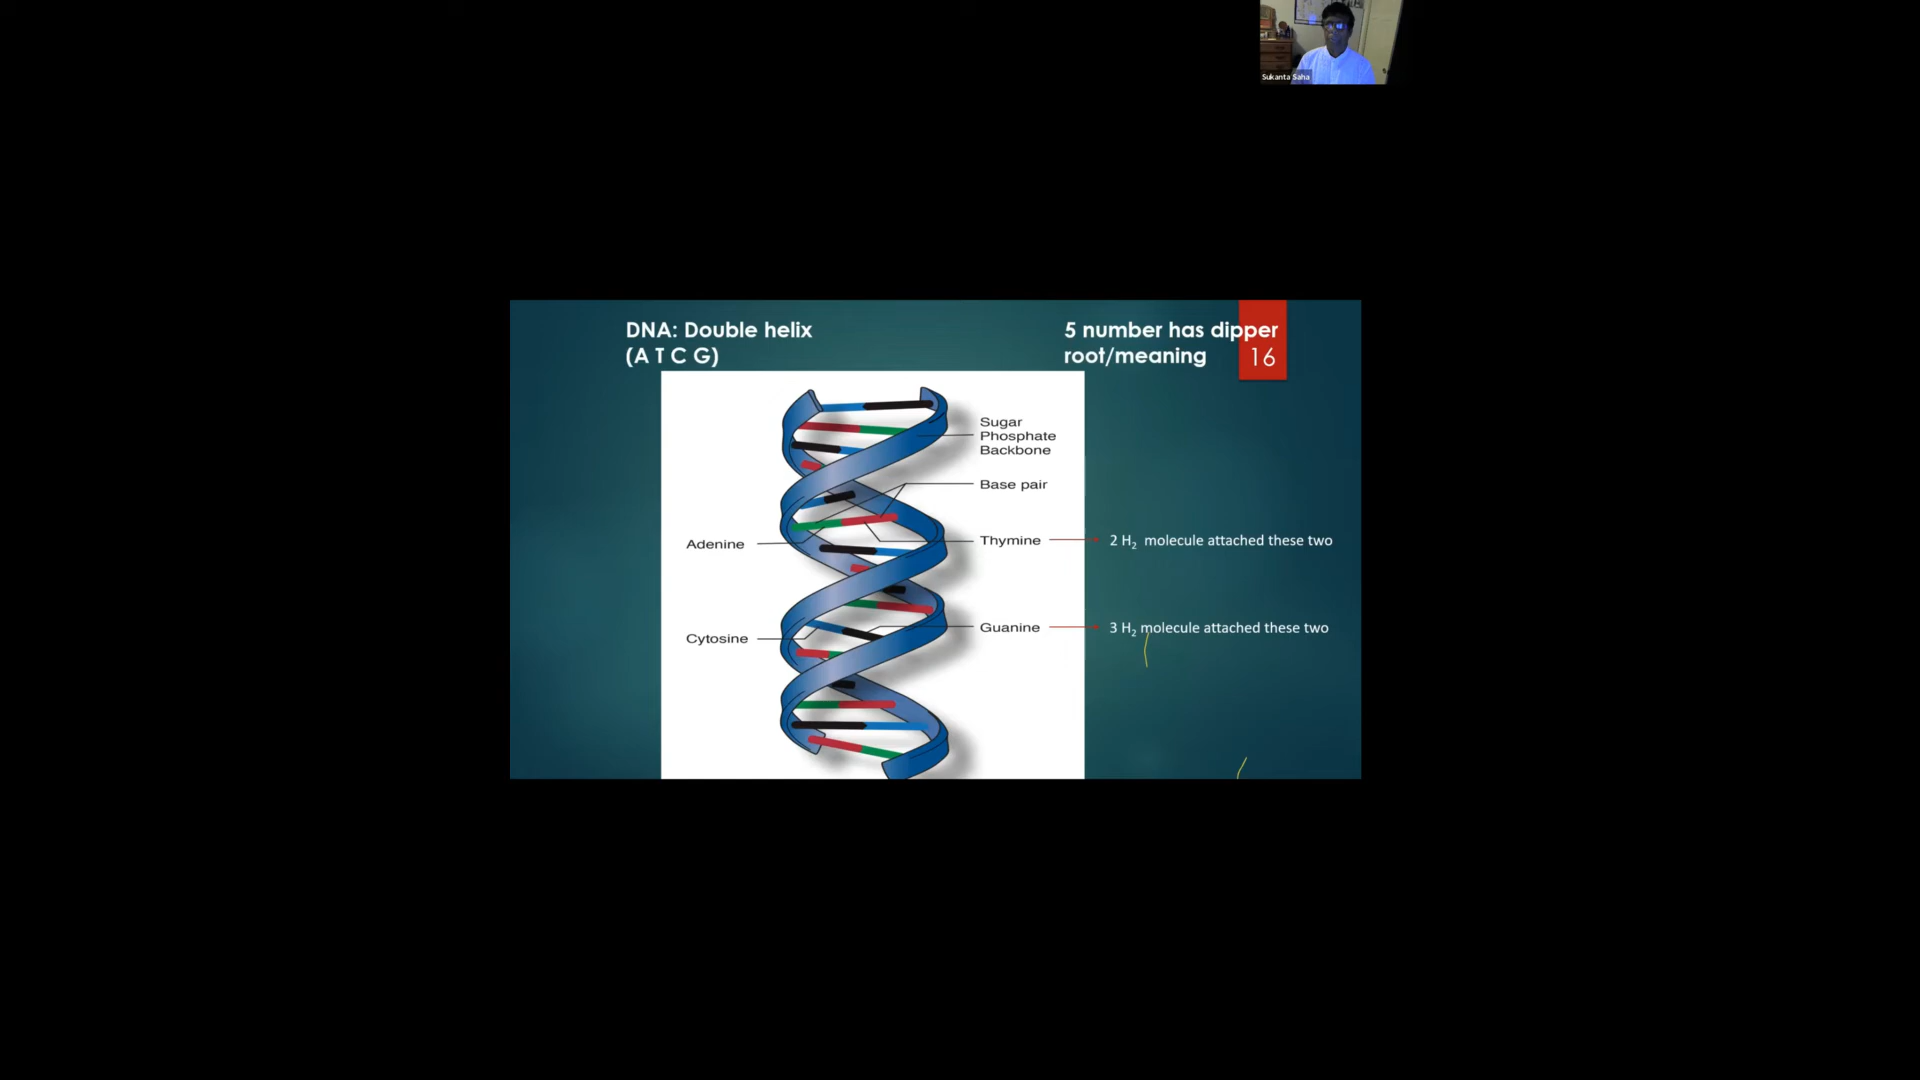 Sukanta Saha
DNA: Double helix
(A T C G)
5 number has dipper
root/meaning
16
Sugar
Phosphate
Backbone
Base pair
Adenine
Thymine
2 H₂ molecule attached these two
Cytosine
Guanine
3 H₂ molecule attached these two